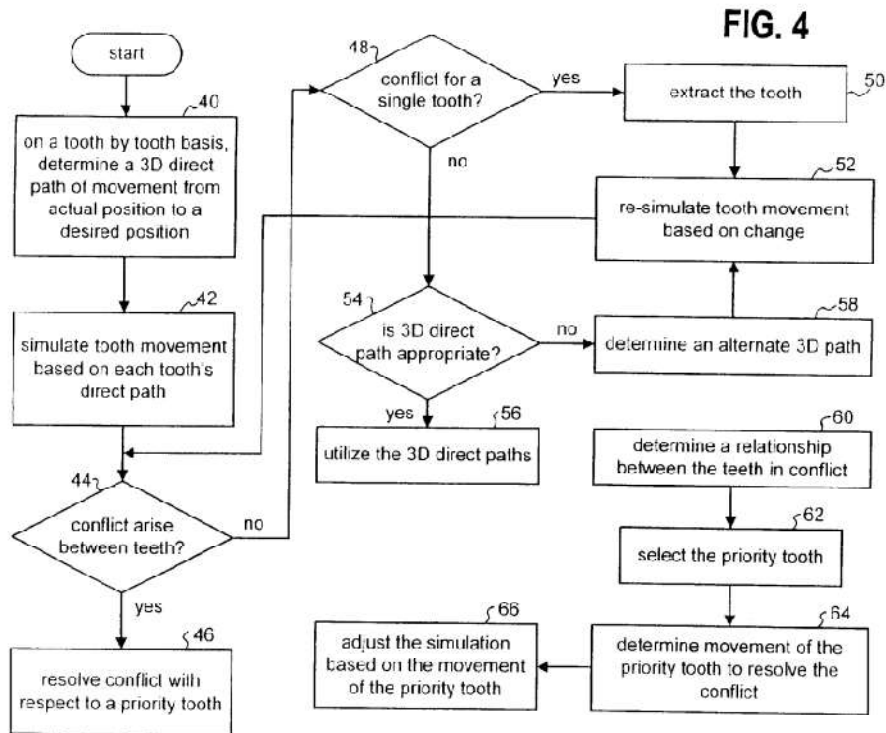 FIG. 4
start
40
on a tooth by tooth basis,
determine a 3D direct
path of movement from
actual position to a
desired position
42
simulate tooth movement
based on each tooth's
direct path
44
conflict arise
between teeth?
no
yes
46
resolve conflict with
respect to a priority tooth
48
conflict for a
single tooth?
yes
no
50
extract the tooth
52
re-simulate tooth movement
based on change
54
is 3D direct
path appropriate?
no
yes
56
utilize the 3D direct paths
58
determine an alternate 3D path
60
determine a relationship
between the teeth in conflict
62
select the priority tooth
64
determine movement of the
priority tooth to resolve the
conflict
66
adjust the simulation
based on the movement
of the priority tooth